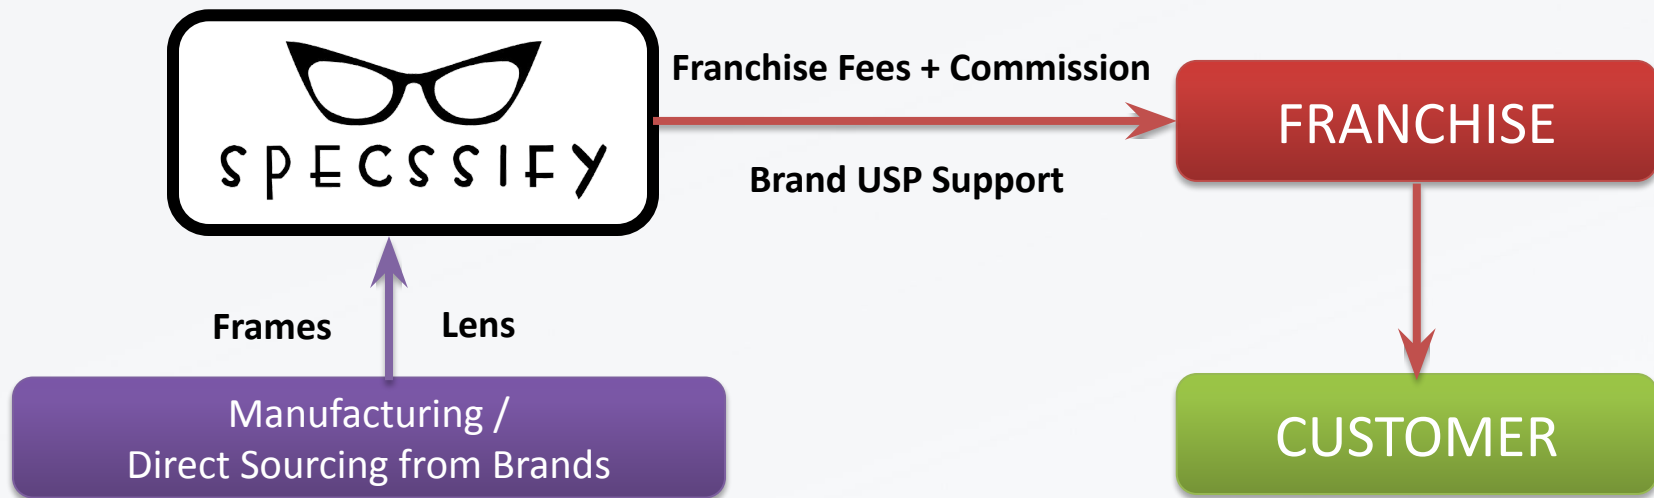 SPECSSIFY
Franchise Fees + Commission
Brand USP Support
FRANCHISE
Frames
Lens
Manufacturing /
Direct Sourcing from Brands
CUSTOMER